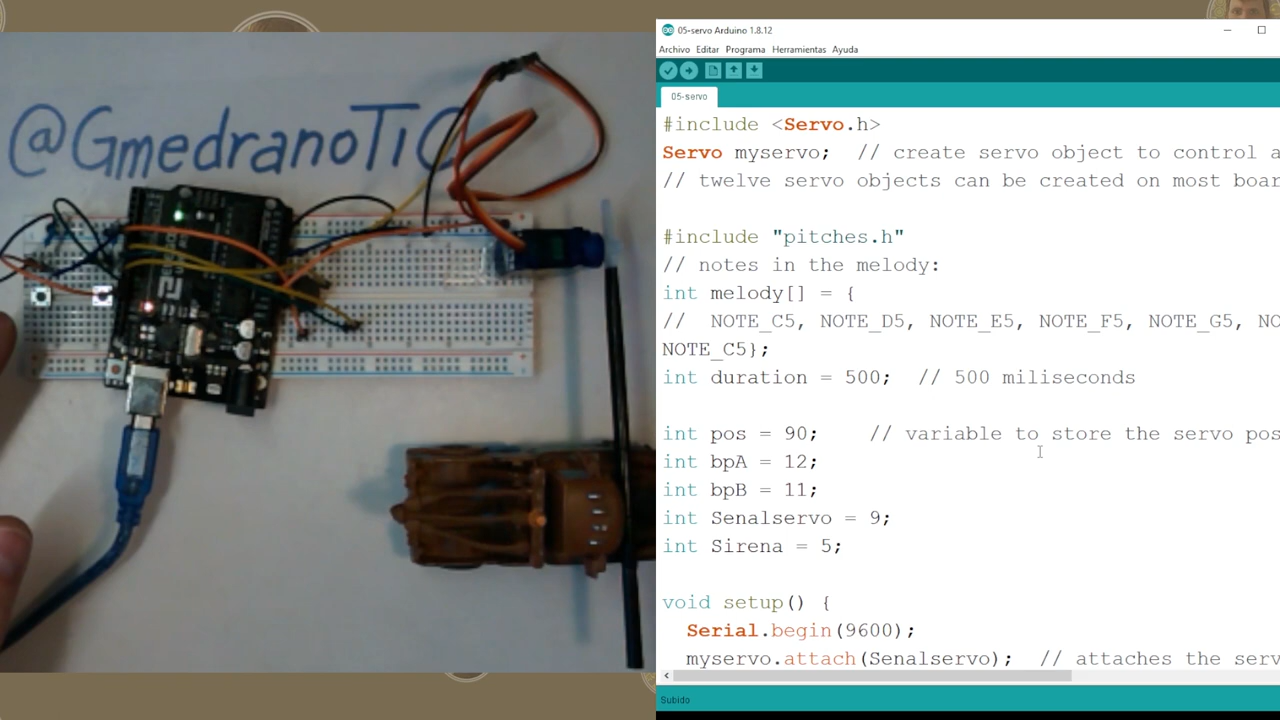 @GmedranoTIC
05-servo Arduino 1.8.12
Archivo Editar Programa Herramientas Ayuda
05-servo
#include <Servo.h>
Servo myservo;  // create servo object to control a
// twelve servo objects can be created on most boar
#include "pitches.h"
// notes in the melody:
int melody[] = {
//  NOTE_C5, NOTE_D5, NOTE_E5, NOTE_F5, NOTE_G5, NO
NOTE_C5};
int duration = 500;  // 500 miliseconds
int pos = 90;    // variable to store the servo pos
int bpA = 12;
int bpB = 11;
int Senalservo = 9;
int Sirena = 5;
void setup() {
Serial.begin(9600);
myservo.attach(Senalservo);  // attaches the serv
Subido